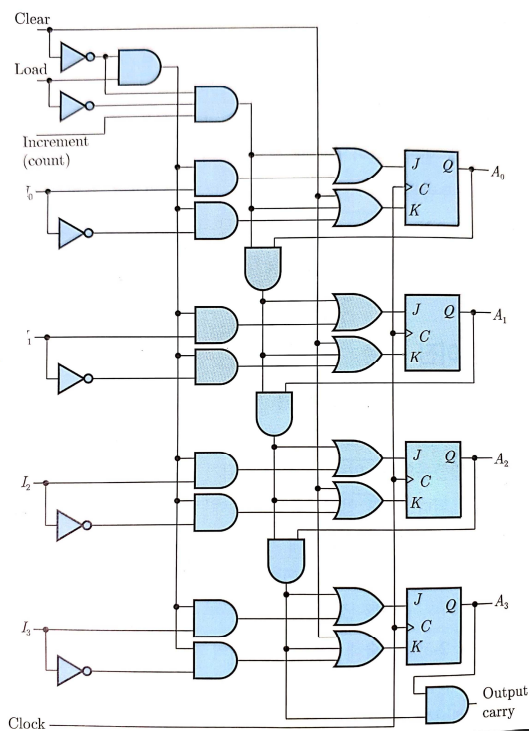 Clear
Load
Increment
(count)
J Q A₀
C
K
J Q A₁
C
K
I₂
J Q A₂
C
K
I₃
J Q A₃
C
K
Output
carry
Clock